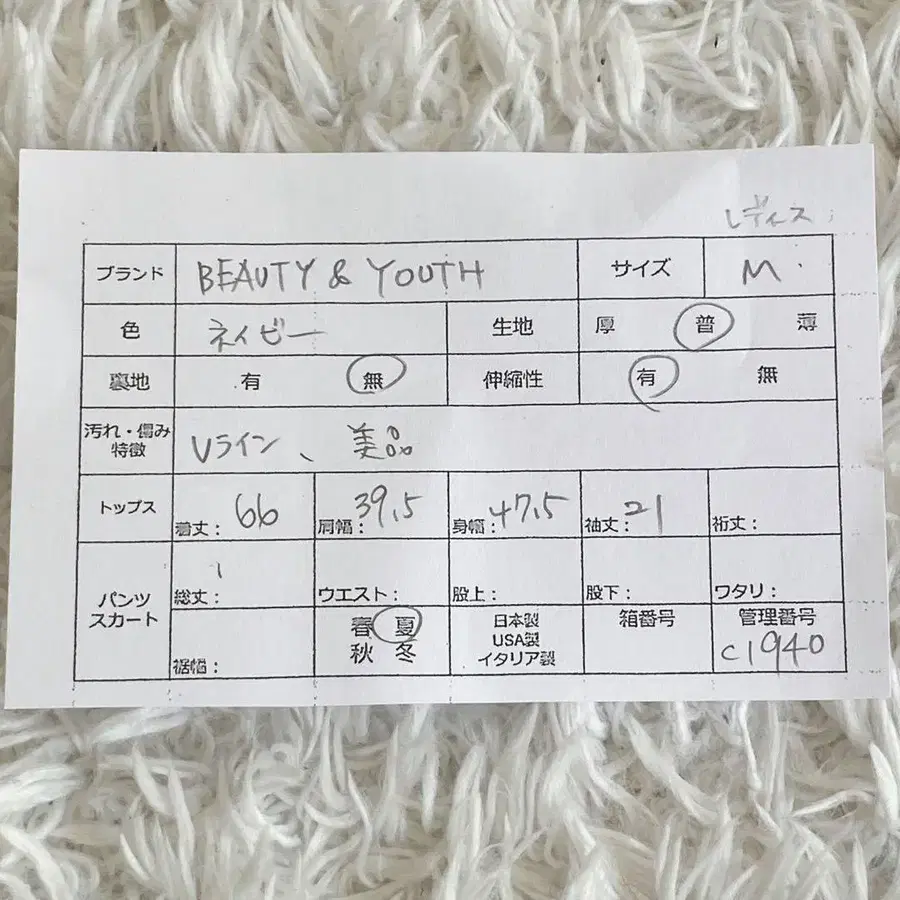 レディス
ブランド BEAUTY & YOUTH サイズ M
色 ネイビー 生地 厚 普 薄
裏地 有 無 伸縮性 有 無
汚れ・傷み
特徴 Vライン、美品
トップス 着丈：66 肩幅：39.5 身幅：47.5 袖丈：21 裄丈：
パンツ
スカート
総丈： ウエスト： 股上： 股下： ワタリ：
裾幅：
春 夏
秋 冬
日本製
USA製
イタリア製
箱番号
管理番号
C1940